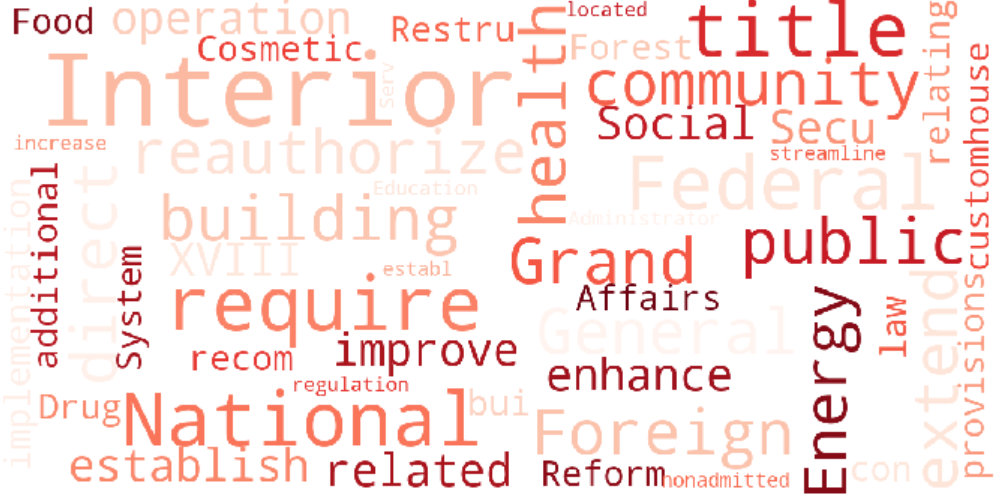 Food
operation
Restru
located
title
Cosmetic
Forest
Interior
Serv
health
community
relating
Social
Secu
customhouse
increase
reauthorize
streamline
Federal
Education
additional
direct
building
Administrator
implementation
public
XVIII
System
establ
Grand
Affairs
require
General
Energy
law
extend
provisions
recom
improve
enhance
regulation
Drug
National
bui
Foreign
establish
related
Reform
nonadmitted
con